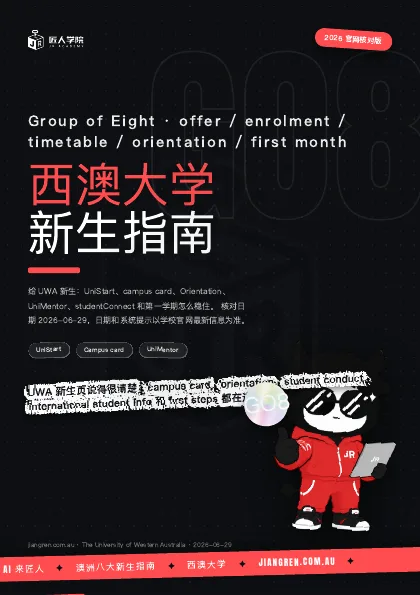 匠人学院
JR ACADEMY
2026 官网核对版
GO8
Group of Eight · offer / enrolment /
timetable / orientation / first month
西澳大学
新生指南
给 UWA 新生：UniStart、campus card、Orientation、
UniMentor、studentConnect 和第一学期怎么稳住。 核对日
期 2026-06-29，日期和系统提示以学校官网最新信息为准。
UniStart
Campus card
UniMentor
UWA 新生页说得很清楚：campus card、orientation、student conduct、
international student info 和 first steps 都在
GO8
JR
jiangren.com.au · The University of Western Australia · 2026-06-29
AI 来匠人 ✦ 澳洲八大新生指南 ✦ 西澳大学 ✦ JIANGREN.COM.AU ✦